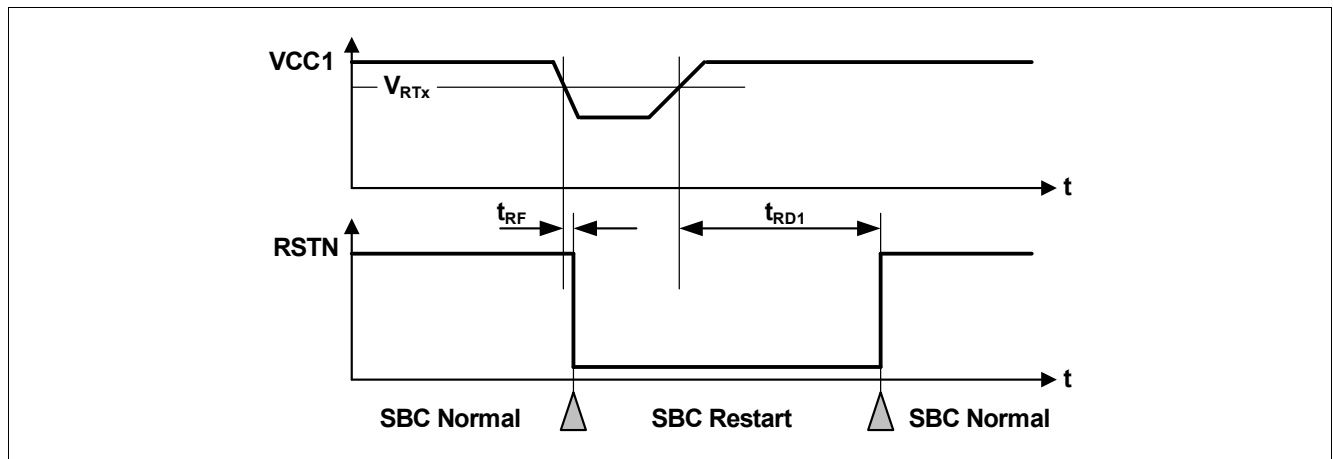 VCC1
VRTx
t
tRF
tRD1
RSTN
t
SBC Normal
SBC Restart
SBC Normal